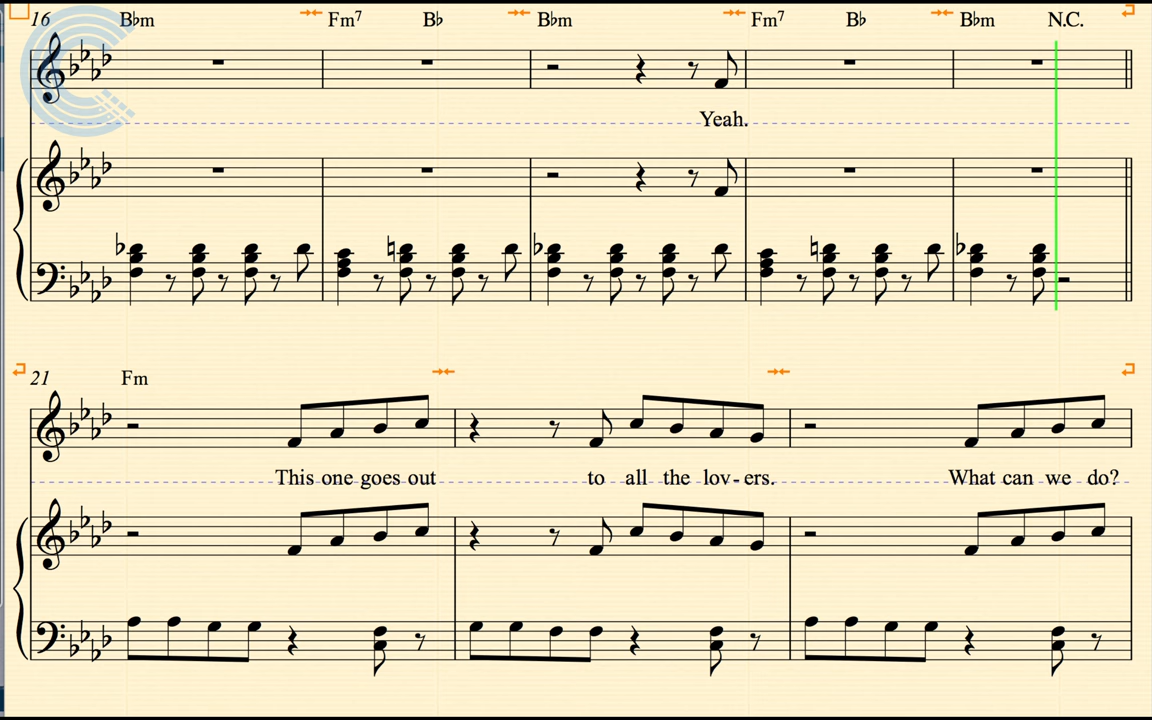 16 B♭m Fm7 B♭ B♭m Fm7 B♭ B♭m N.C.
Yeah.
21 Fm
This one goes out to all the lov - ers. What can we do?